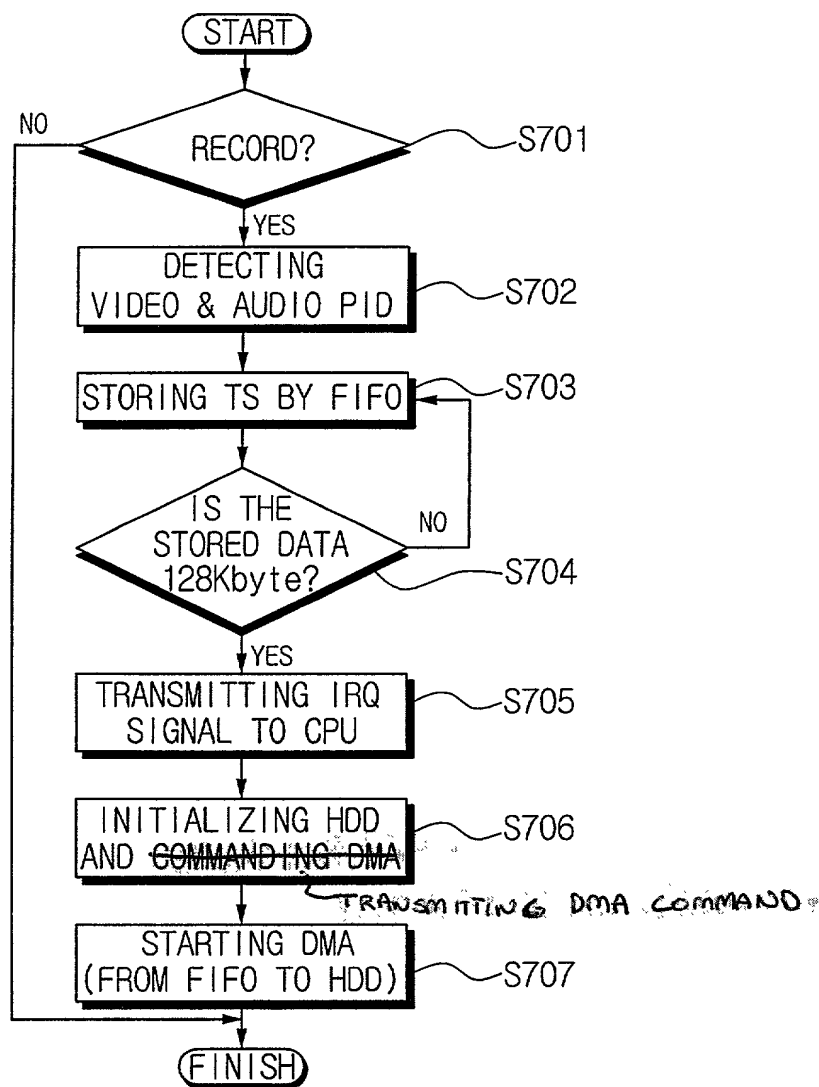 START
NO
RECORD?
S701
YES
DETECTING
VIDEO & AUDIO PID
S702
STORING TS BY FIFO
S703
IS THE
STORED DATA
128Kbyte?
NO
S704
YES
TRANSMITTING IRQ
SIGNAL TO CPU
S705
INITIALIZING HDD
AND COMMANDING DMA
S706
TRANSMITTING DMA COMMAND
STARTING DMA
(FROM FIFO TO HDD)
S707
FINISH